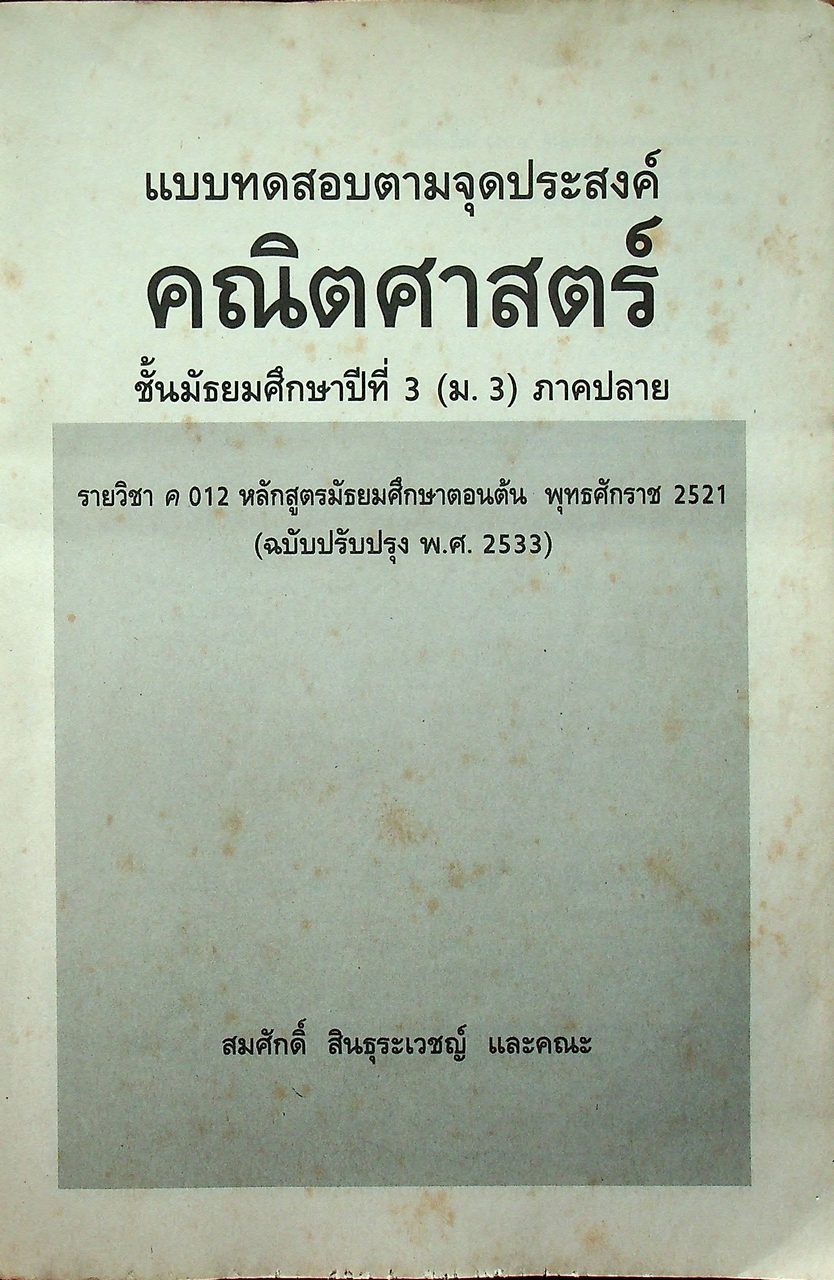 แบบทดสอบตามจุดประสงค์
คณิตศาสตร์
ชั้นมัธยมศึกษาปีที่ 3 (ม. 3) ภาคปลาย
รายวิชา ค 012 หลักสูตรมัธยมศึกษาตอนต้น พุทธศักราช 2521
(ฉบับปรับปรุง พ.ศ. 2533)
สมศักดิ์ สินธุระเวชญ์ และคณะ